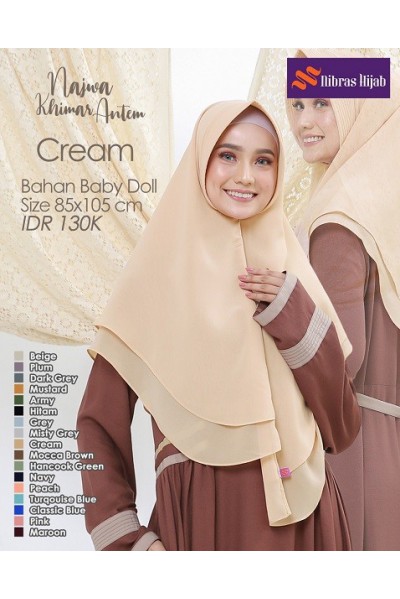 Najwa
Khimar, Antem
Nibras Hijab
Cream
Bahan Baby Doll
Size 85x105 cm
IDR 130K
Beige
Plum
Dark Grey
Mustard
Army
Hitam
Grey
Misty Grey
Cream
Mocca Brown
Hancook Green
Navy
Peach
Turqouise Blue
Classic Blue
Pink
Maroon